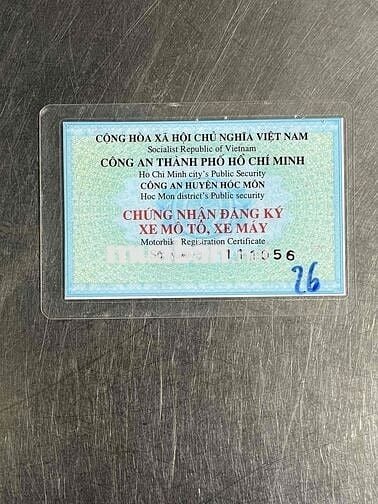 CỘNG HÒA XÃ HỘI CHỦ NGHĨA VIỆT NAM
Socialist Republic of Vietnam
CÔNG AN THÀNH PHỐ HỒ CHÍ MINH
Ho Chi Minh city's Public Security
CÔNG AN HUYỆN HÓC MÔN
Hoc Mon district's Public security
CHỨNG NHẬN ĐĂNG KÝ
XE MÔ TÔ, XE MÁY
Motorbike Registration Certificate
111056
26